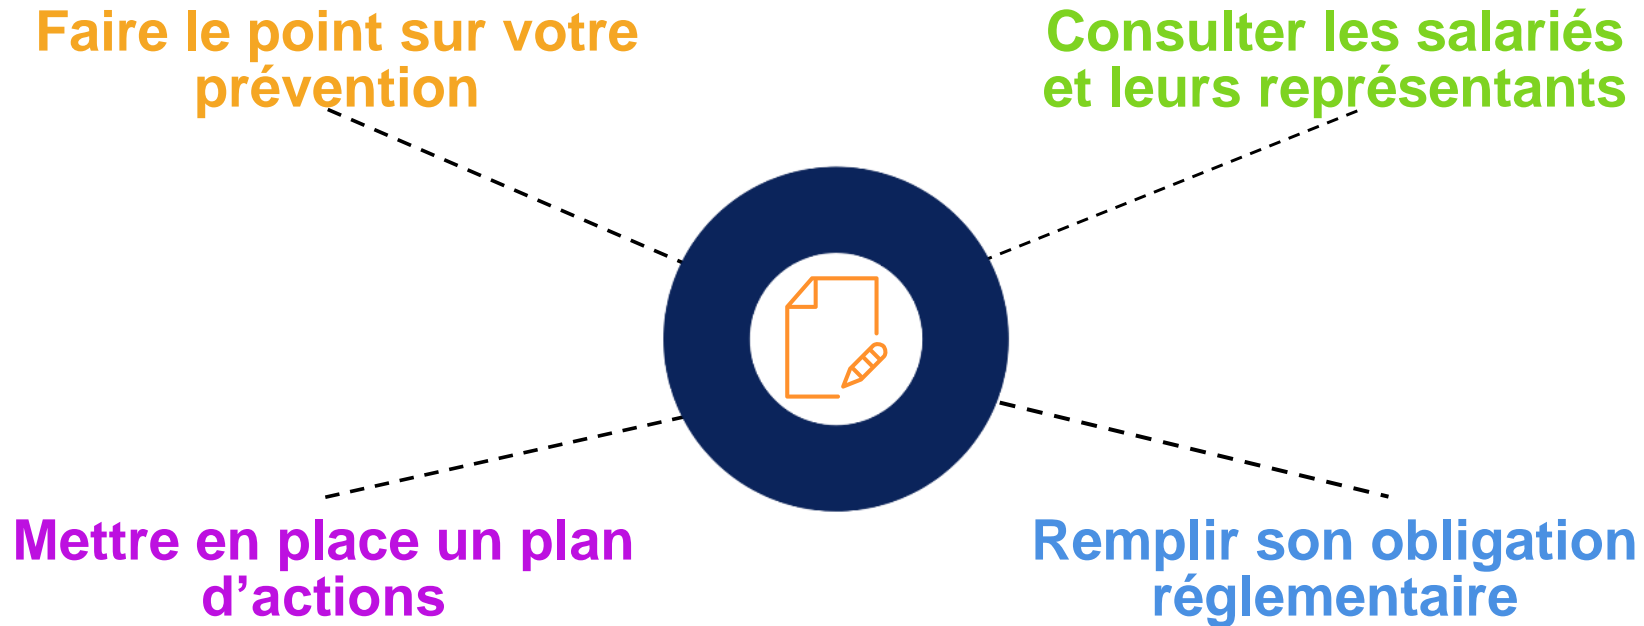 Faire le point sur votre
prévention
Consulter les salariés
et leurs représentants
Mettre en place un plan
d’actions
Remplir son obligation
réglementaire